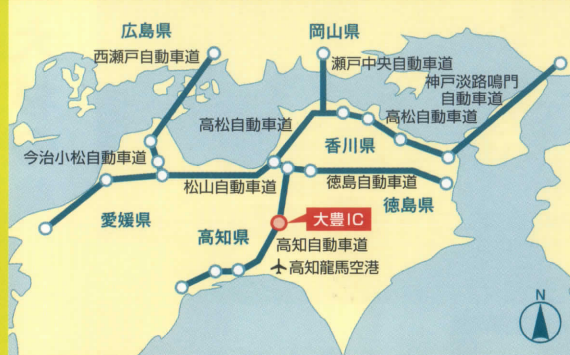 広島県
岡山県
西瀬戸自動車道
瀬戸中央自動車道
神戸淡路鳴門
自動車道
高松自動車道
高松自動車道
香川県
今治小松自動車道
松山自動車道
徳島自動車道
愛媛県
徳島県
大豊IC
高知県
高知自動車道
高知龍馬空港
N